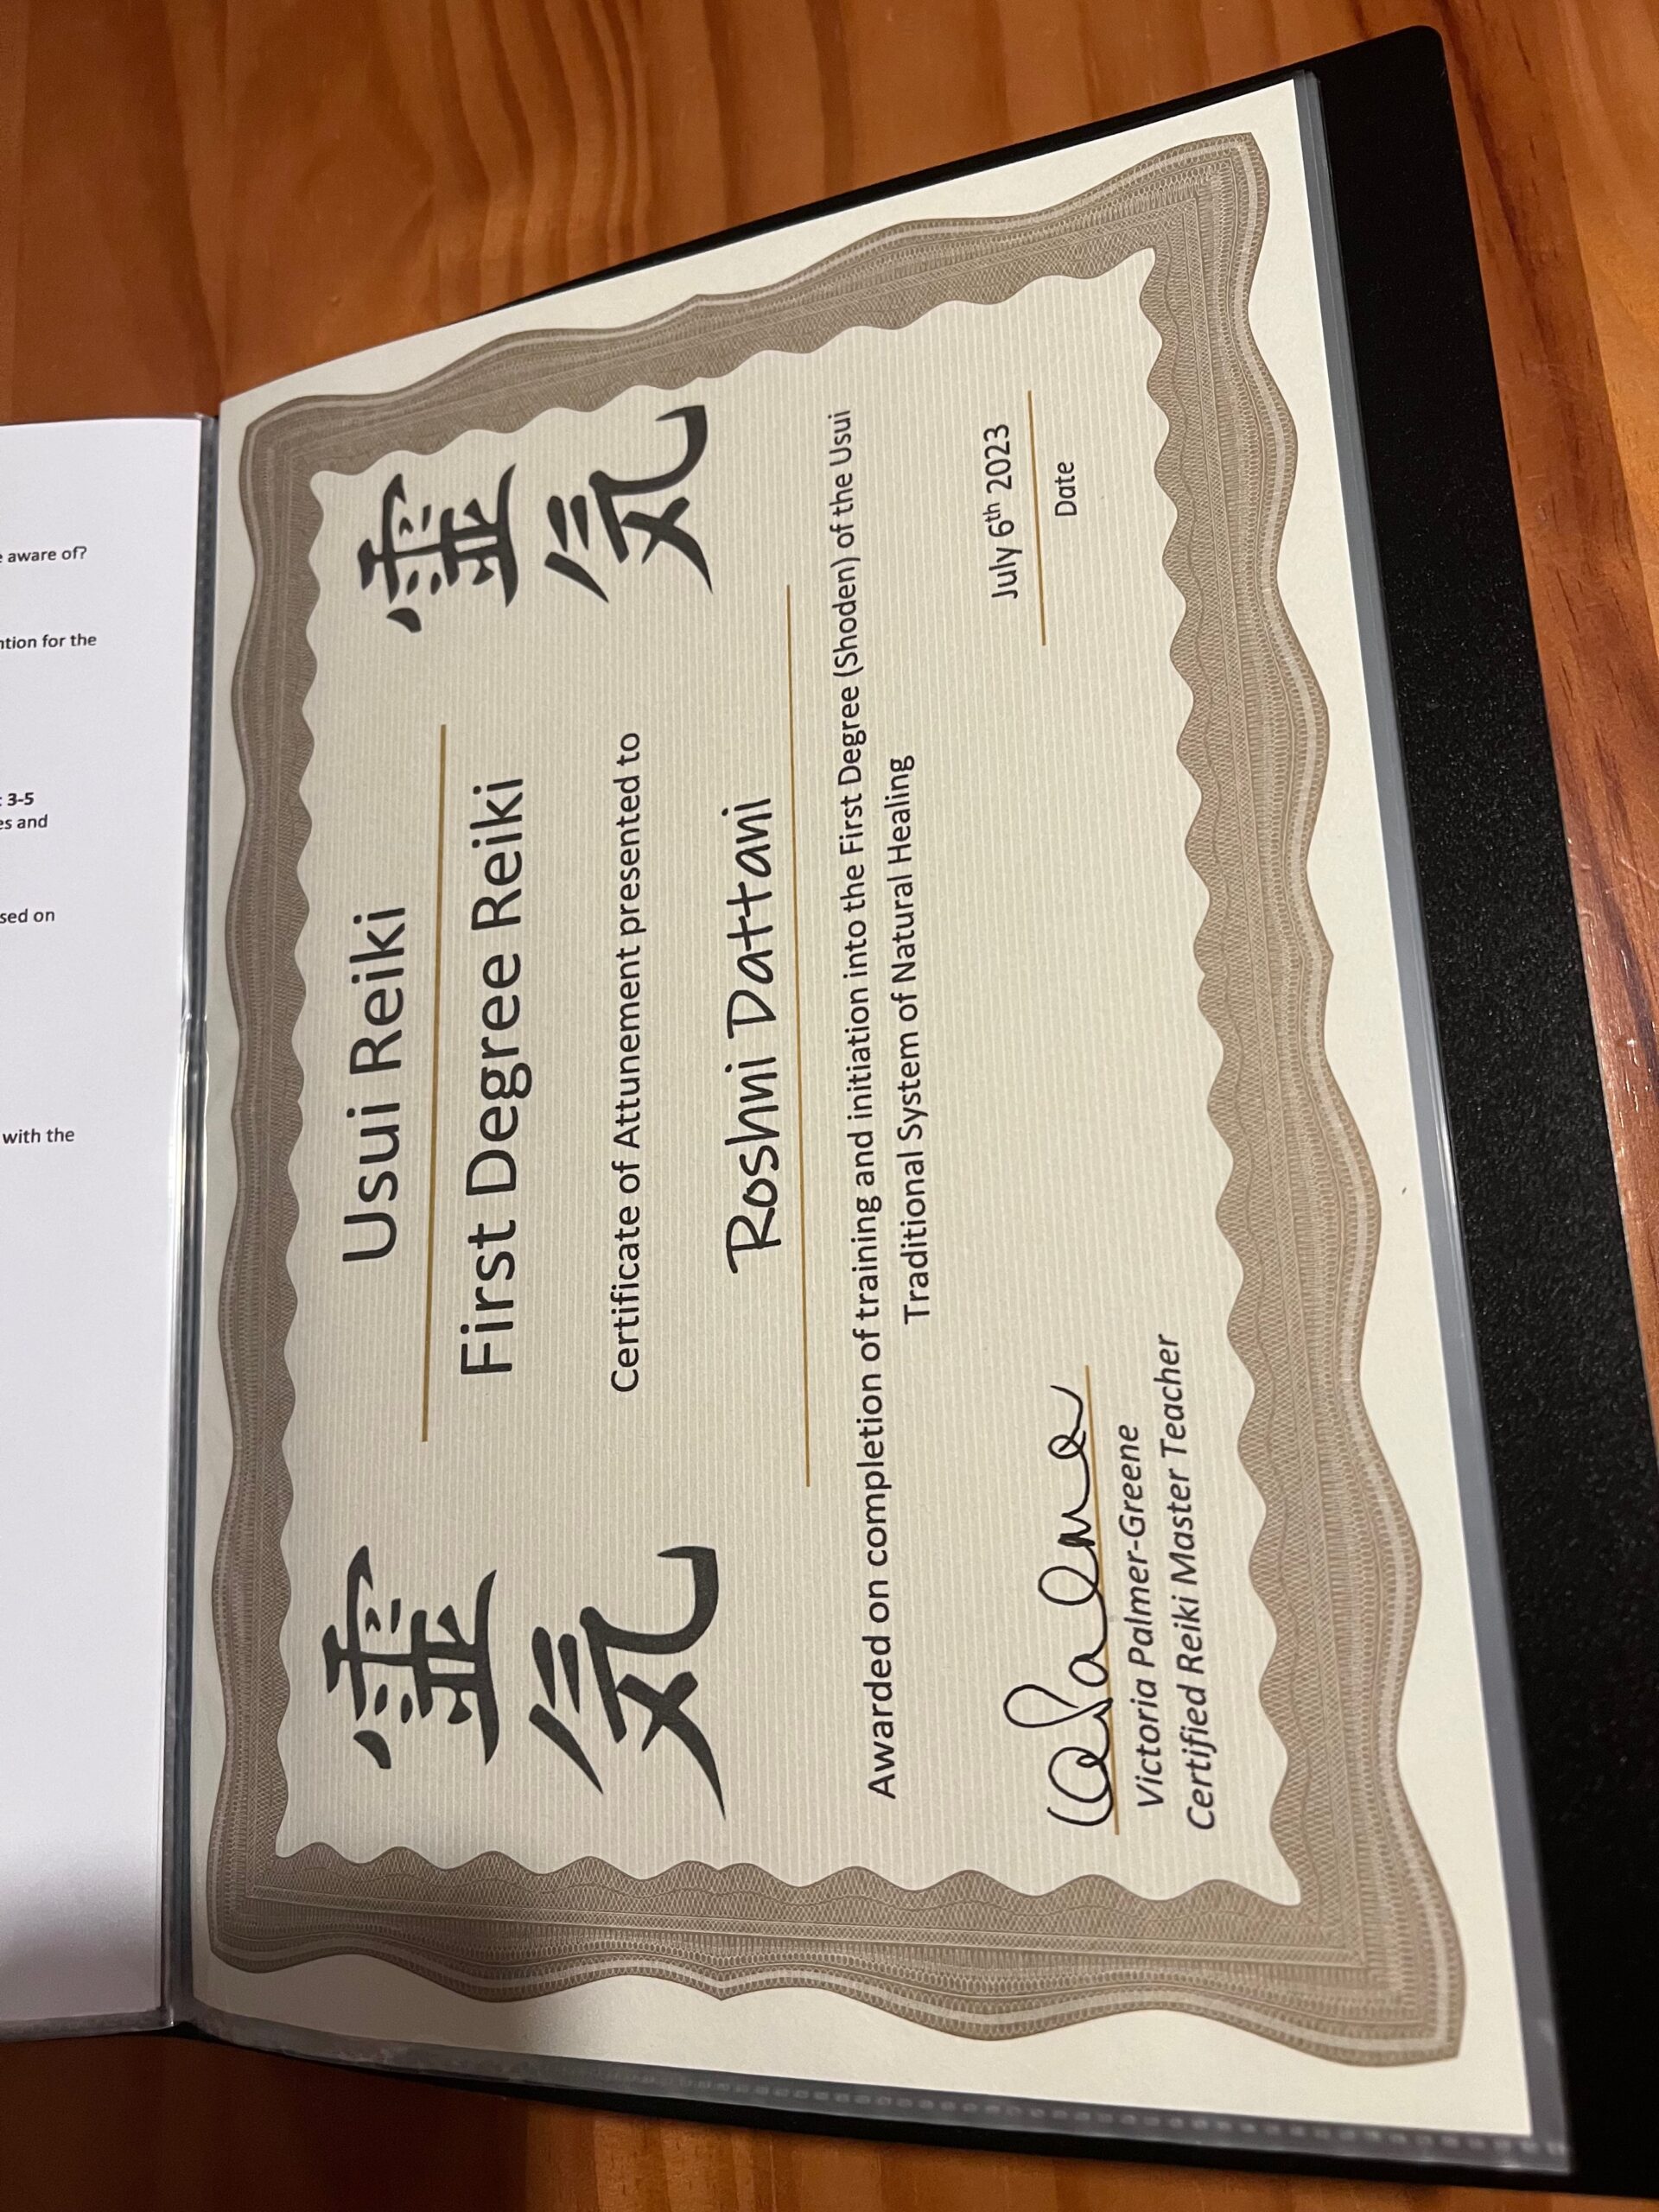 aware of?
ntion for the
3-5
es and
sed on
with the
靈
氣
Usui Reiki
First Degree Reiki
靈
氣
Certificate of Attunement presented to
Roshni Dattani
Awarded on completion of training and initiation into the First Degree (Shoden) of the Usui
Traditional System of Natural Healing
July 6th 2023
Date
Victoria Palmer-Greene
Certified Reiki Master Teacher